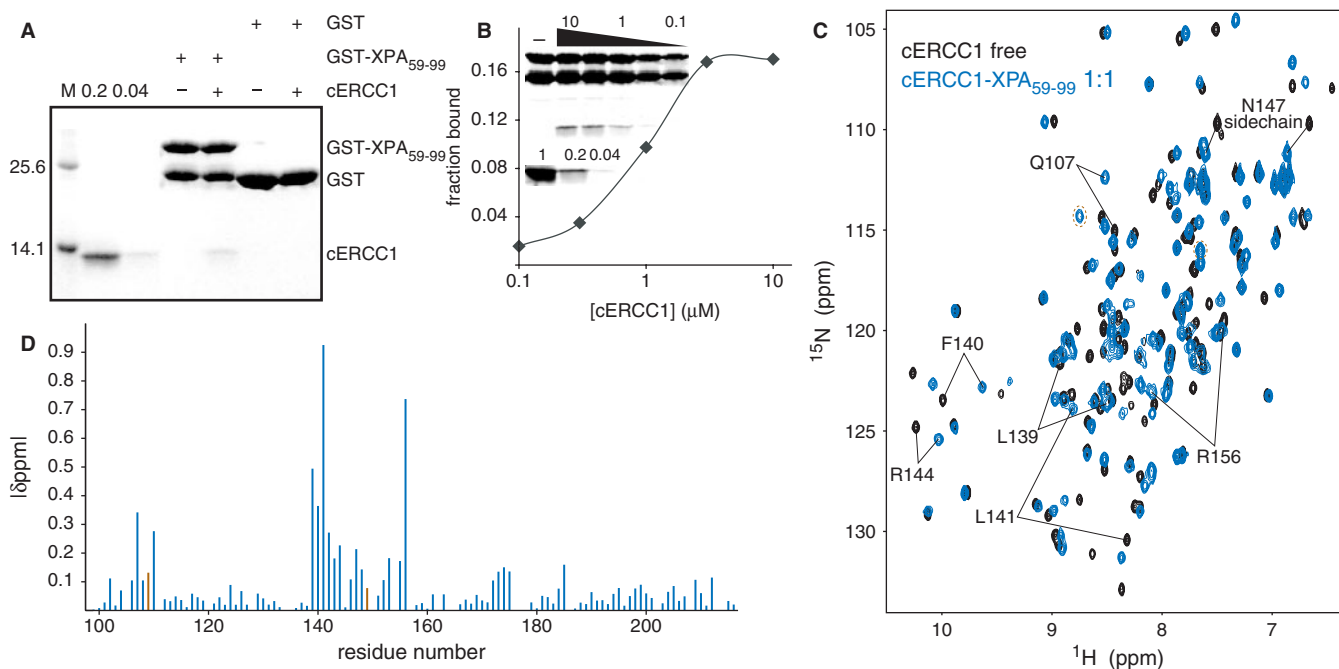 A
+ + GST
+ + GST-XPA59-99
M 0.2 0.04 − + − + cERCC1
25.6
14.1
GST-XPA59-99
GST
cERCC1
B
− 10 1 0.1
1 0.2 0.04
fraction bound
0.16
0.12
0.08
0.04
0.1 1 10
[cERCC1] (μM)
C
cERCC1 free
cERCC1-XPA59-99 1:1
N147
sidechain
Q107
F140
L139
R144
R156
L141
15N (ppm)
105
110
115
120
125
130
10 9 8 7
1H (ppm)
D
|δppm|
0.9
0.8
0.7
0.6
0.5
0.4
0.3
0.2
0.1
100 120 140 160 180 200
residue number